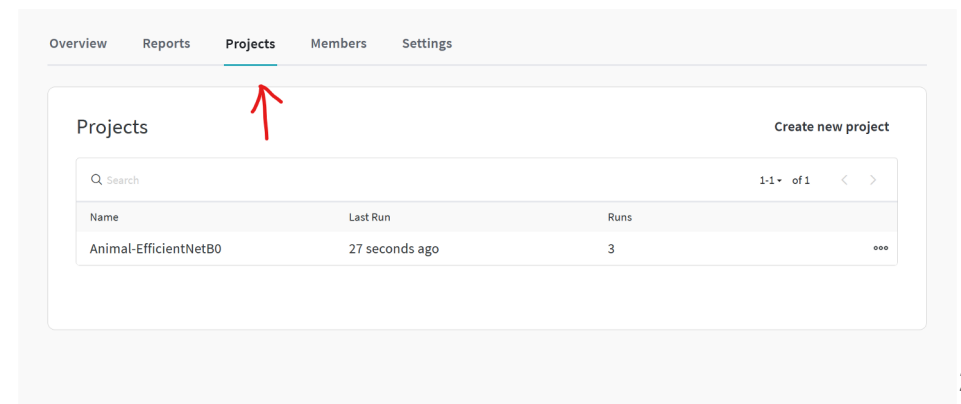 Overview Reports Projects Members Settings
Projects Create new project
Search 1-1 of 1
Name Last Run Runs
Animal-EfficientNetB0 27 seconds ago 3